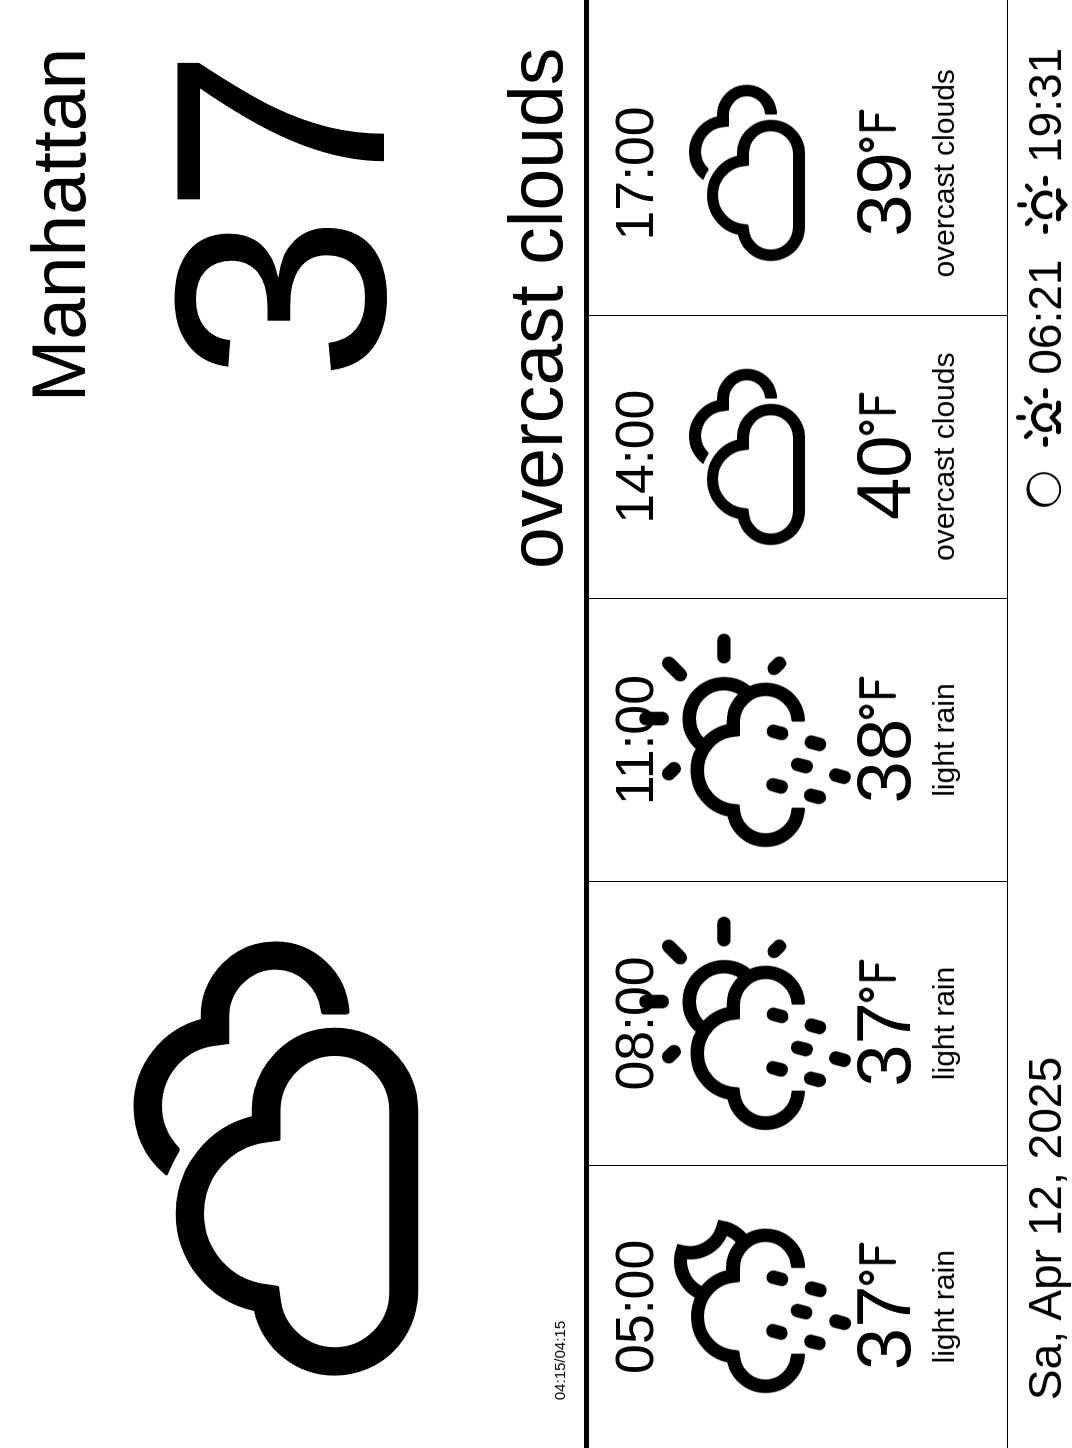 Manhattan
37
overcast clouds
04:15/04:15
05:00
37°F
light rain
08:00
37°F
light rain
11:00
38°F
light rain
14:00
40°F
overcast clouds
17:00
39°F
overcast clouds
Sa, Apr 12, 2025
06:21
19:31